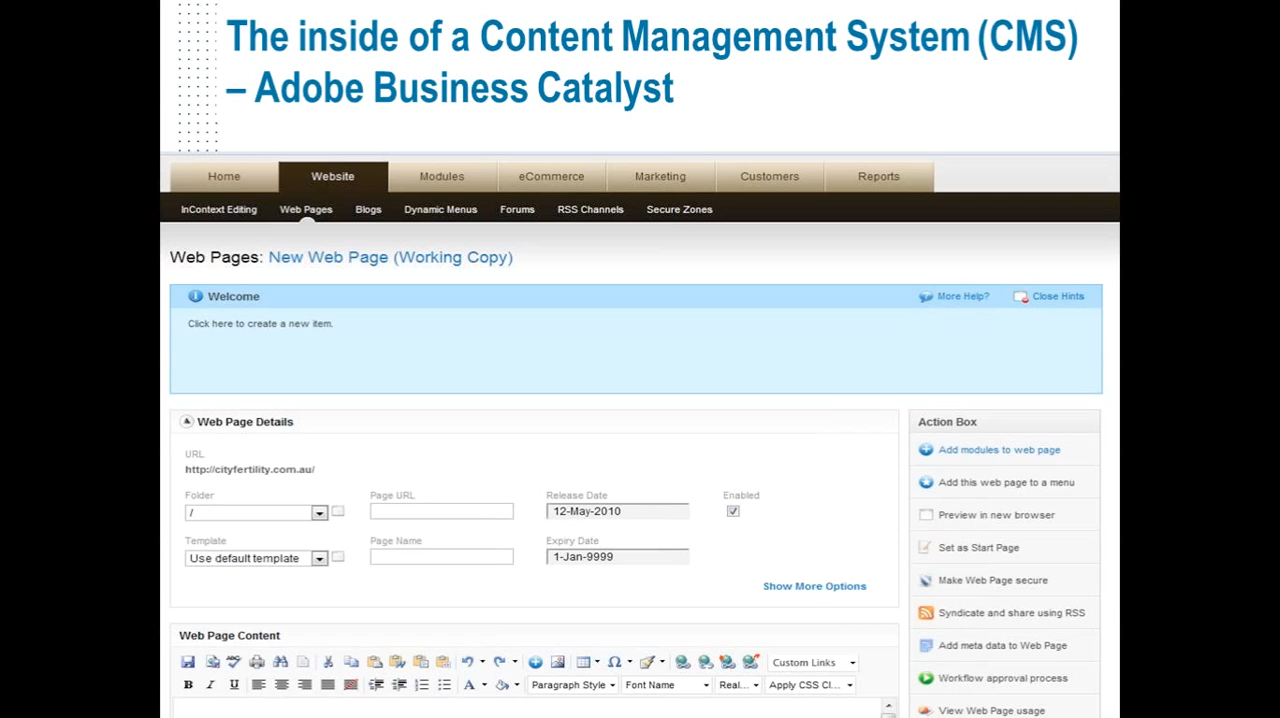 The inside of a Content Management System (CMS)
– Adobe Business Catalyst
Home Website Modules eCommerce Marketing Customers Reports
InContext Editing Web Pages Blogs Dynamic Menus Forums RSS Channels Secure Zones
Web Pages: New Web Page (Working Copy)
Welcome More Help? Close Hints
Click here to create a new item.
Web Page Details
URL
http://cityfertility.com.au/
Folder Page URL Release Date Enabled
/ 12-May-2010
Template Page Name Expiry Date
Use default template 1-Jan-9999
Show More Options
Web Page Content
Custom Links
B I U A Paragraph Style Font Name Real... Apply CSS Cl...
Action Box
Add modules to web page
Add this web page to a menu
Preview in new browser
Set as Start Page
Make Web Page secure
Syndicate and share using RSS
Add meta data to Web Page
Workflow approval process
View Web Page usage